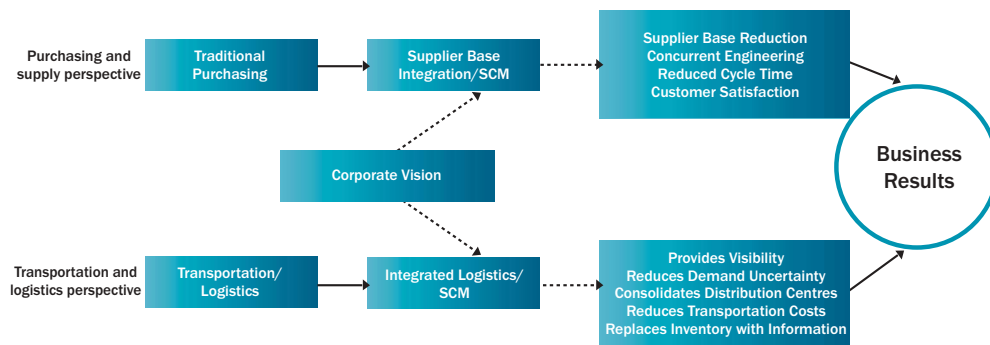 Purchasing and
supply perspective
Traditional
Purchasing
Supplier Base
Integration/SCM
Supplier Base Reduction
Concurrent Engineering
Reduced Cycle Time
Customer Satisfaction
Corporate Vision
Business
Results
Transportation and
logistics perspective
Transportation/
Logistics
Integrated Logistics/
SCM
Provides Visibility
Reduces Demand Uncertainty
Consolidates Distribution Centres
Reduces Transportation Costs
Replaces Inventory with Information